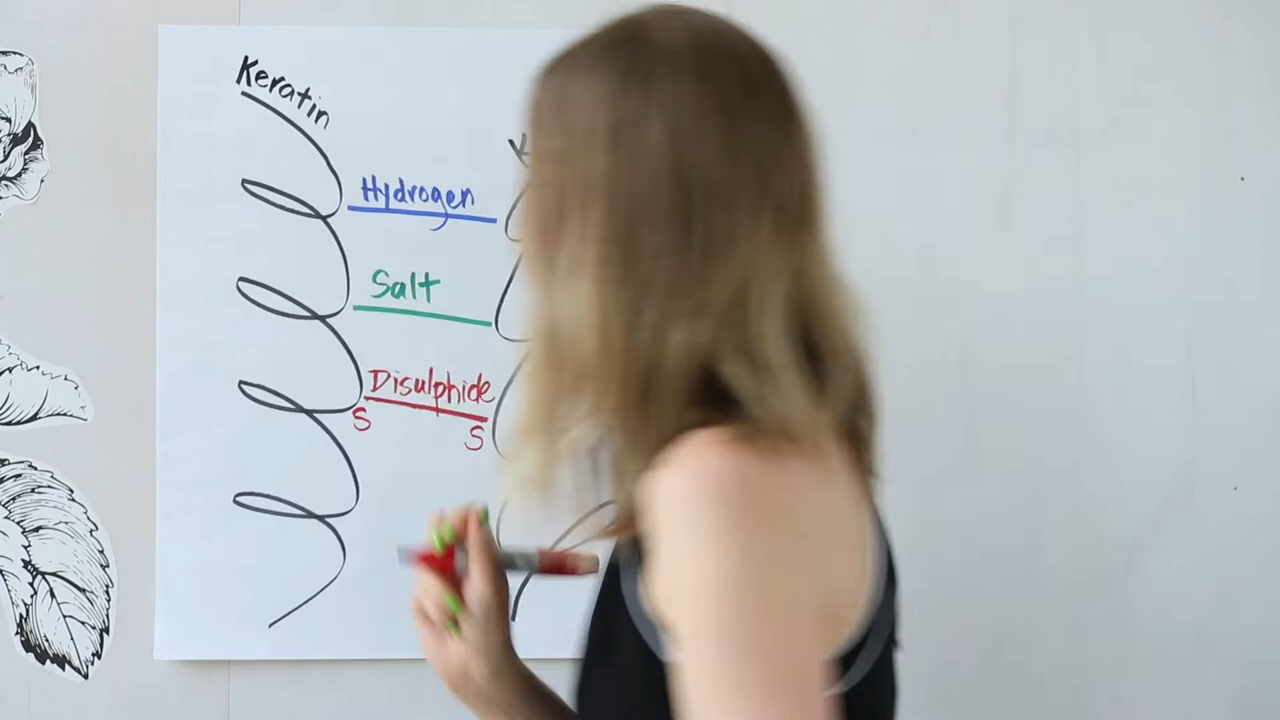 Keratin
K
Hydrogen
Salt
Disulphide
S
S